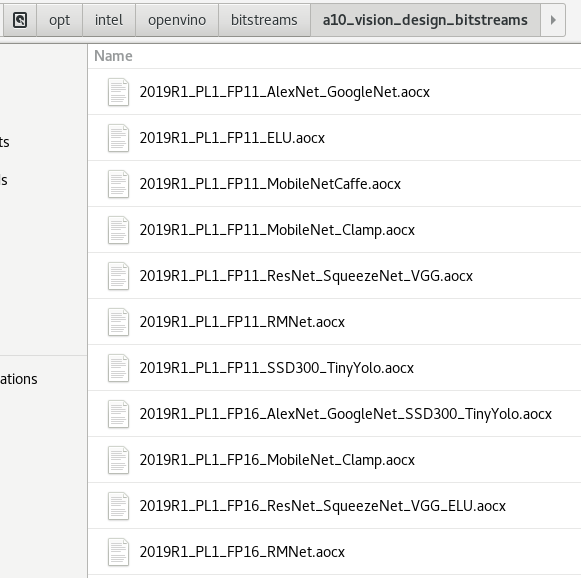 opt intel openvino bitstreams a10_vision_design_bitstreams
Name
2019R1_PL1_FP11_AlexNet_GoogleNet.aocx
2019R1_PL1_FP11_ELU.aocx
ts
2019R1_PL1_FP11_MobileNetCaffe.aocx
s
2019R1_PL1_FP11_MobileNet_Clamp.aocx
2019R1_PL1_FP11_ResNet_SqueezeNet_VGG.aocx
2019R1_PL1_FP11_RMNet.aocx
2019R1_PL1_FP11_SSD300_TinyYolo.aocx
ations
2019R1_PL1_FP16_AlexNet_GoogleNet_SSD300_TinyYolo.aocx
2019R1_PL1_FP16_MobileNet_Clamp.aocx
2019R1_PL1_FP16_ResNet_SqueezeNet_VGG_ELU.aocx
2019R1_PL1_FP16_RMNet.aocx